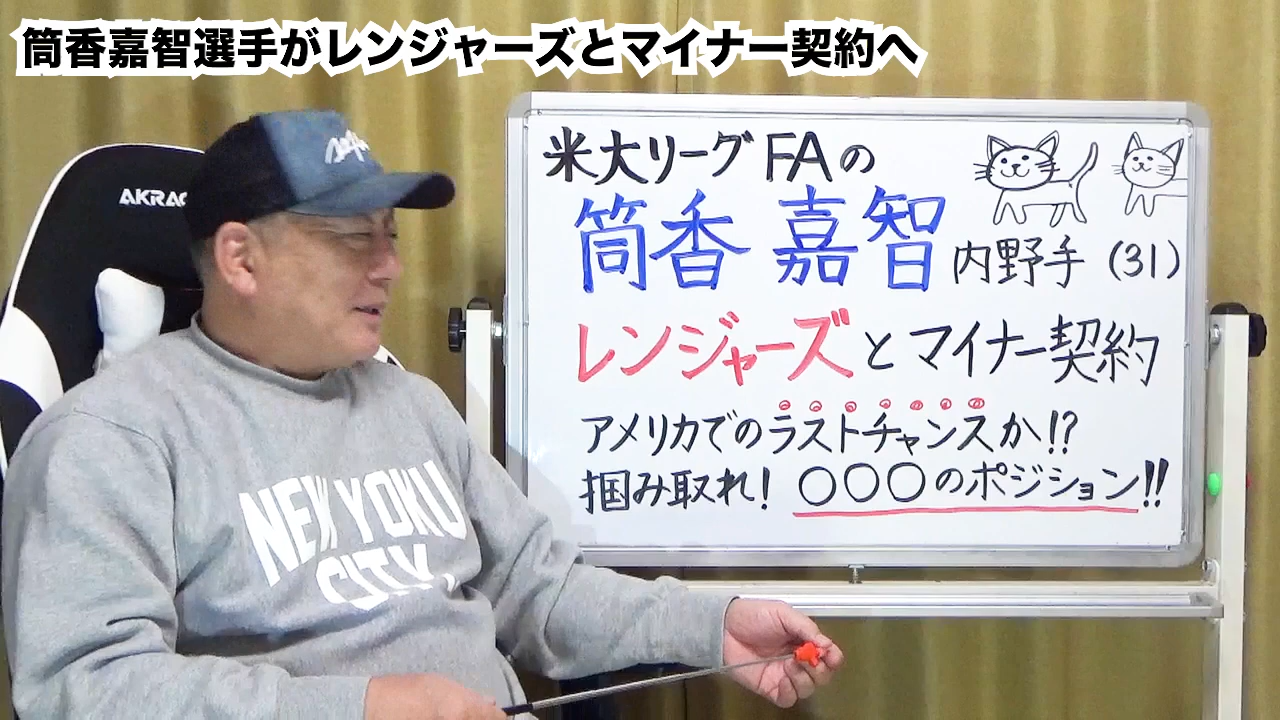 筒香嘉智選手がレンジャーズとマイナー契約へ
米大リーグFAの
筒香 嘉智 内野手(31)
レンジャーズとマイナー契約
アメリカでのラストチャンスか!?
掴み取れ! 〇〇〇のポジション!!
AKRAC
NEW YOKU
CITY.